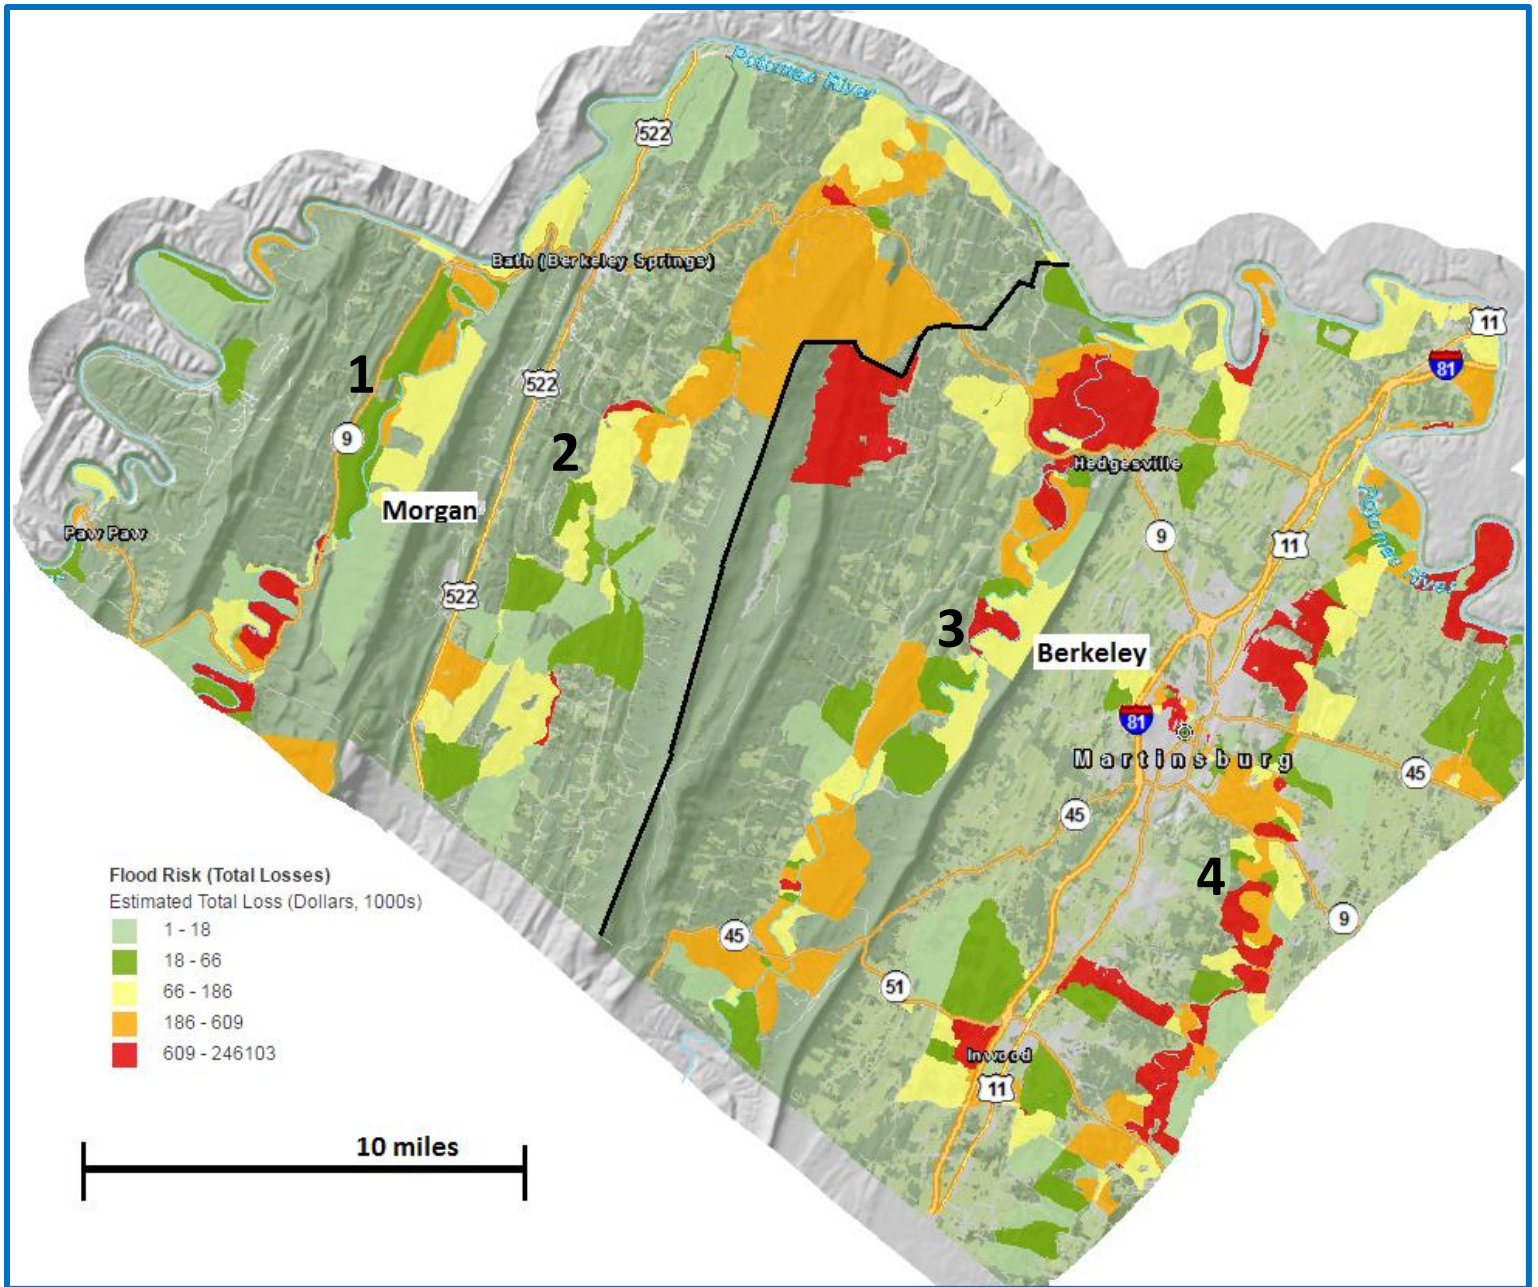 Potomac River
522
Bath (Berkeley Springs)
11
81
1
522
9
2
Hedgesville
Morgan
9
11
Potomac River
Paw Paw
522
3
Berkeley
81
Martinsburg
45
45
4
Flood Risk (Total Losses)
Estimated Total Loss (Dollars, 1000s)
1 - 18
18 - 66
66 - 186
186 - 609
609 - 246103
9
45
51
Inwood
11
10 miles